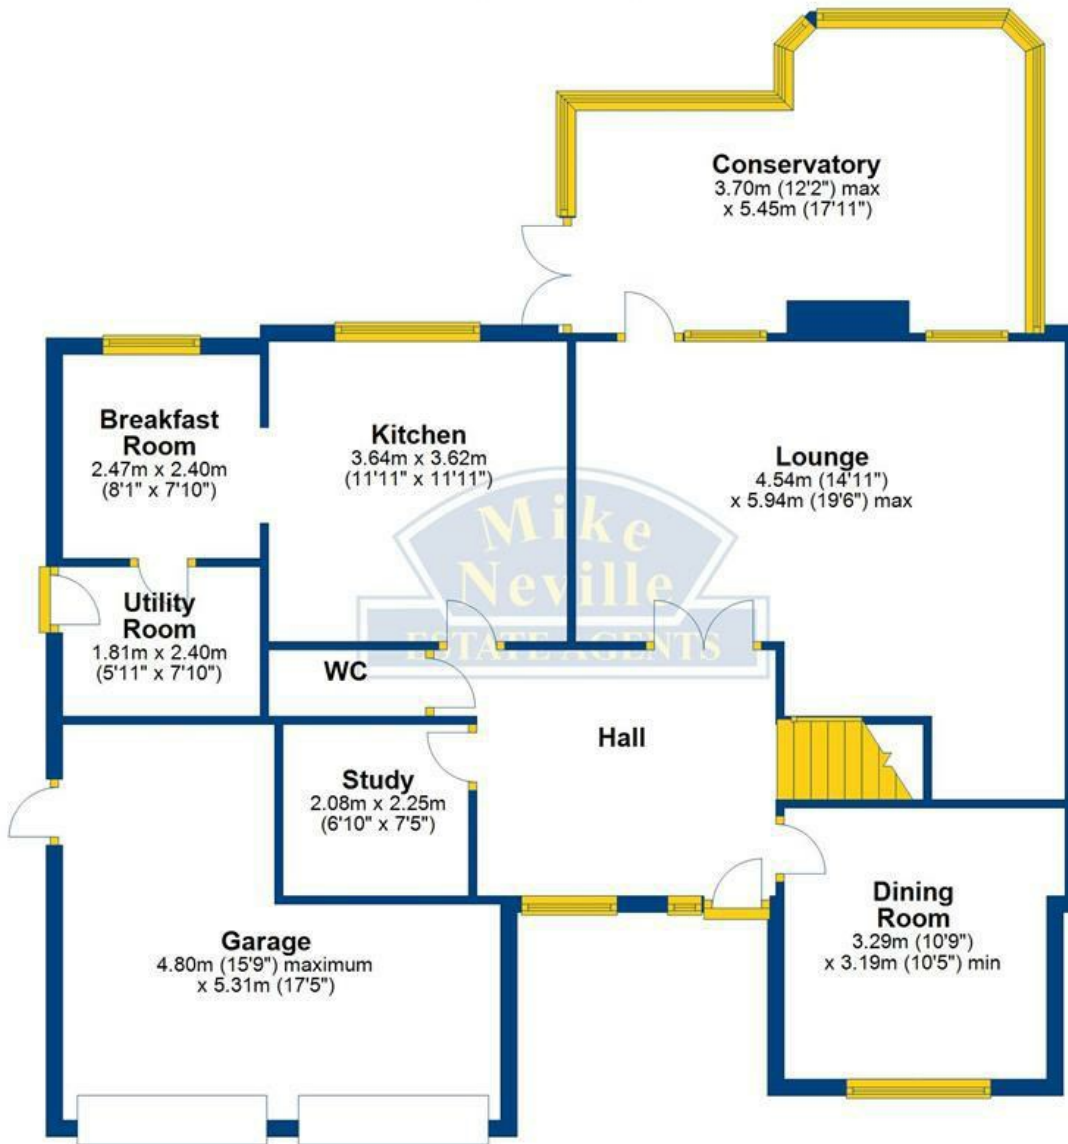 Conservatory
3.70m (12'2") max
x 5.45m (17'11")
Breakfast
Room
2.47m x 2.40m
(8'1" x 7'10")
Kitchen
3.64m x 3.62m
(11'11" x 11'11")
Lounge
4.54m (14'11")
x 5.94m (19'6") max
Mike
Neville
ESTATE AGENTS
Utility
Room
1.81m x 2.40m
(5'11" x 7'10")
WC
Hall
Study
2.08m x 2.25m
(6'10" x 7'5")
Dining
Room
3.29m (10'9")
x 3.19m (10'5") min
Garage
4.80m (15'9") maximum
x 5.31m (17'5")